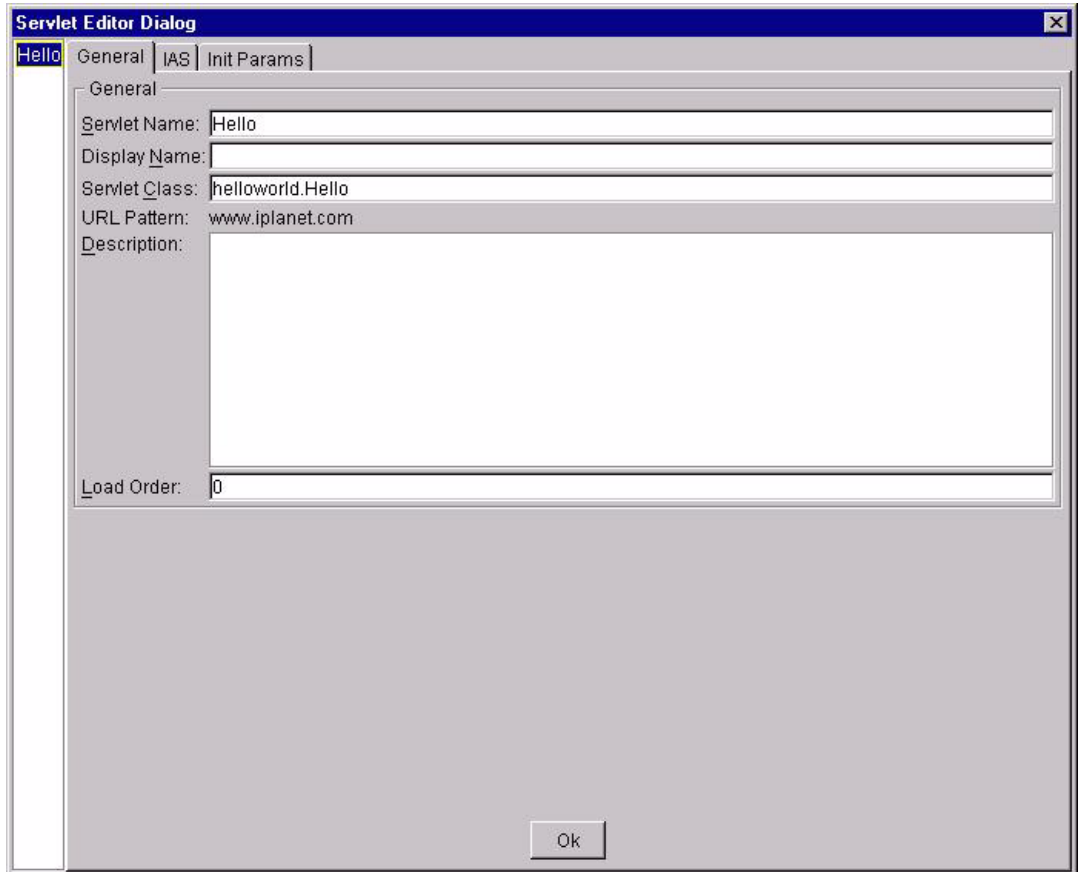 Servlet Editor Dialog
Hello General IAS Init Params
General
Servlet Name: Hello
Display Name:
Servlet Class: helloworld.Hello
URL Pattern: www.iplanet.com
Description:
Load Order: 0
Ok